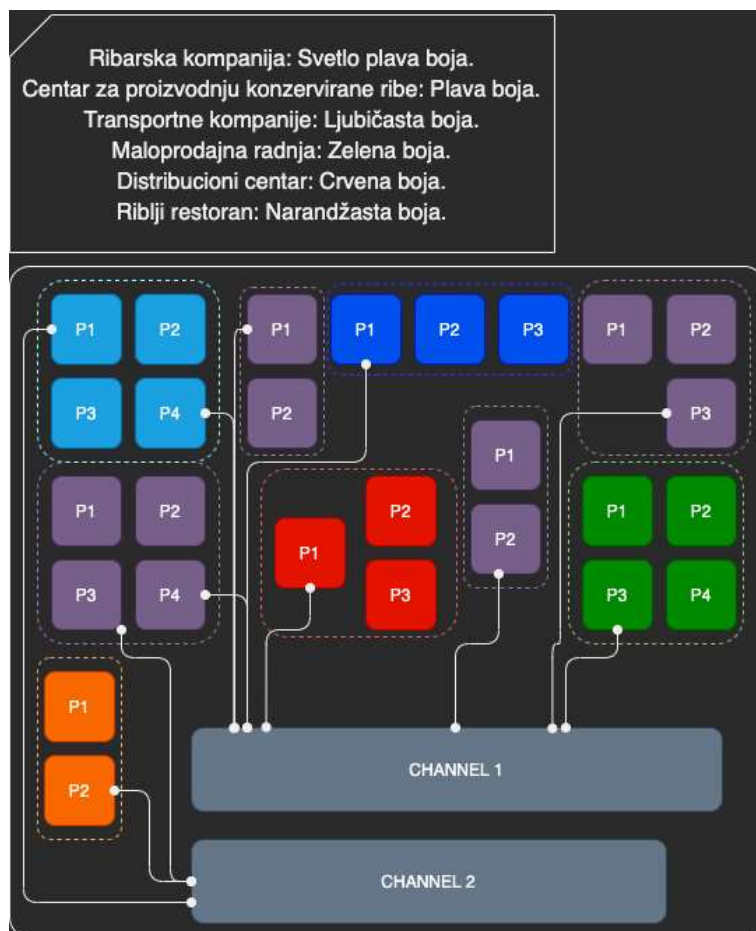 Ribarska kompanija: Svetlo plava boja.
Centar za proizvodnju konzervirane ribe: Plava boja.
Transportne kompanije: Ljubičasta boja.
Maloprodajna radnja: Zelena boja.
Distribucioni centar: Crvena boja.
Riblji restoran: Narandžasta boja.
P1 P2 P1 P1 P2 P3 P1 P2
P3 P4 P2 P3
P1
P1 P2 P2 P1 P2
P1 P2
P3 P4 P3 P3 P4
P1
P2
CHANNEL 1
CHANNEL 2